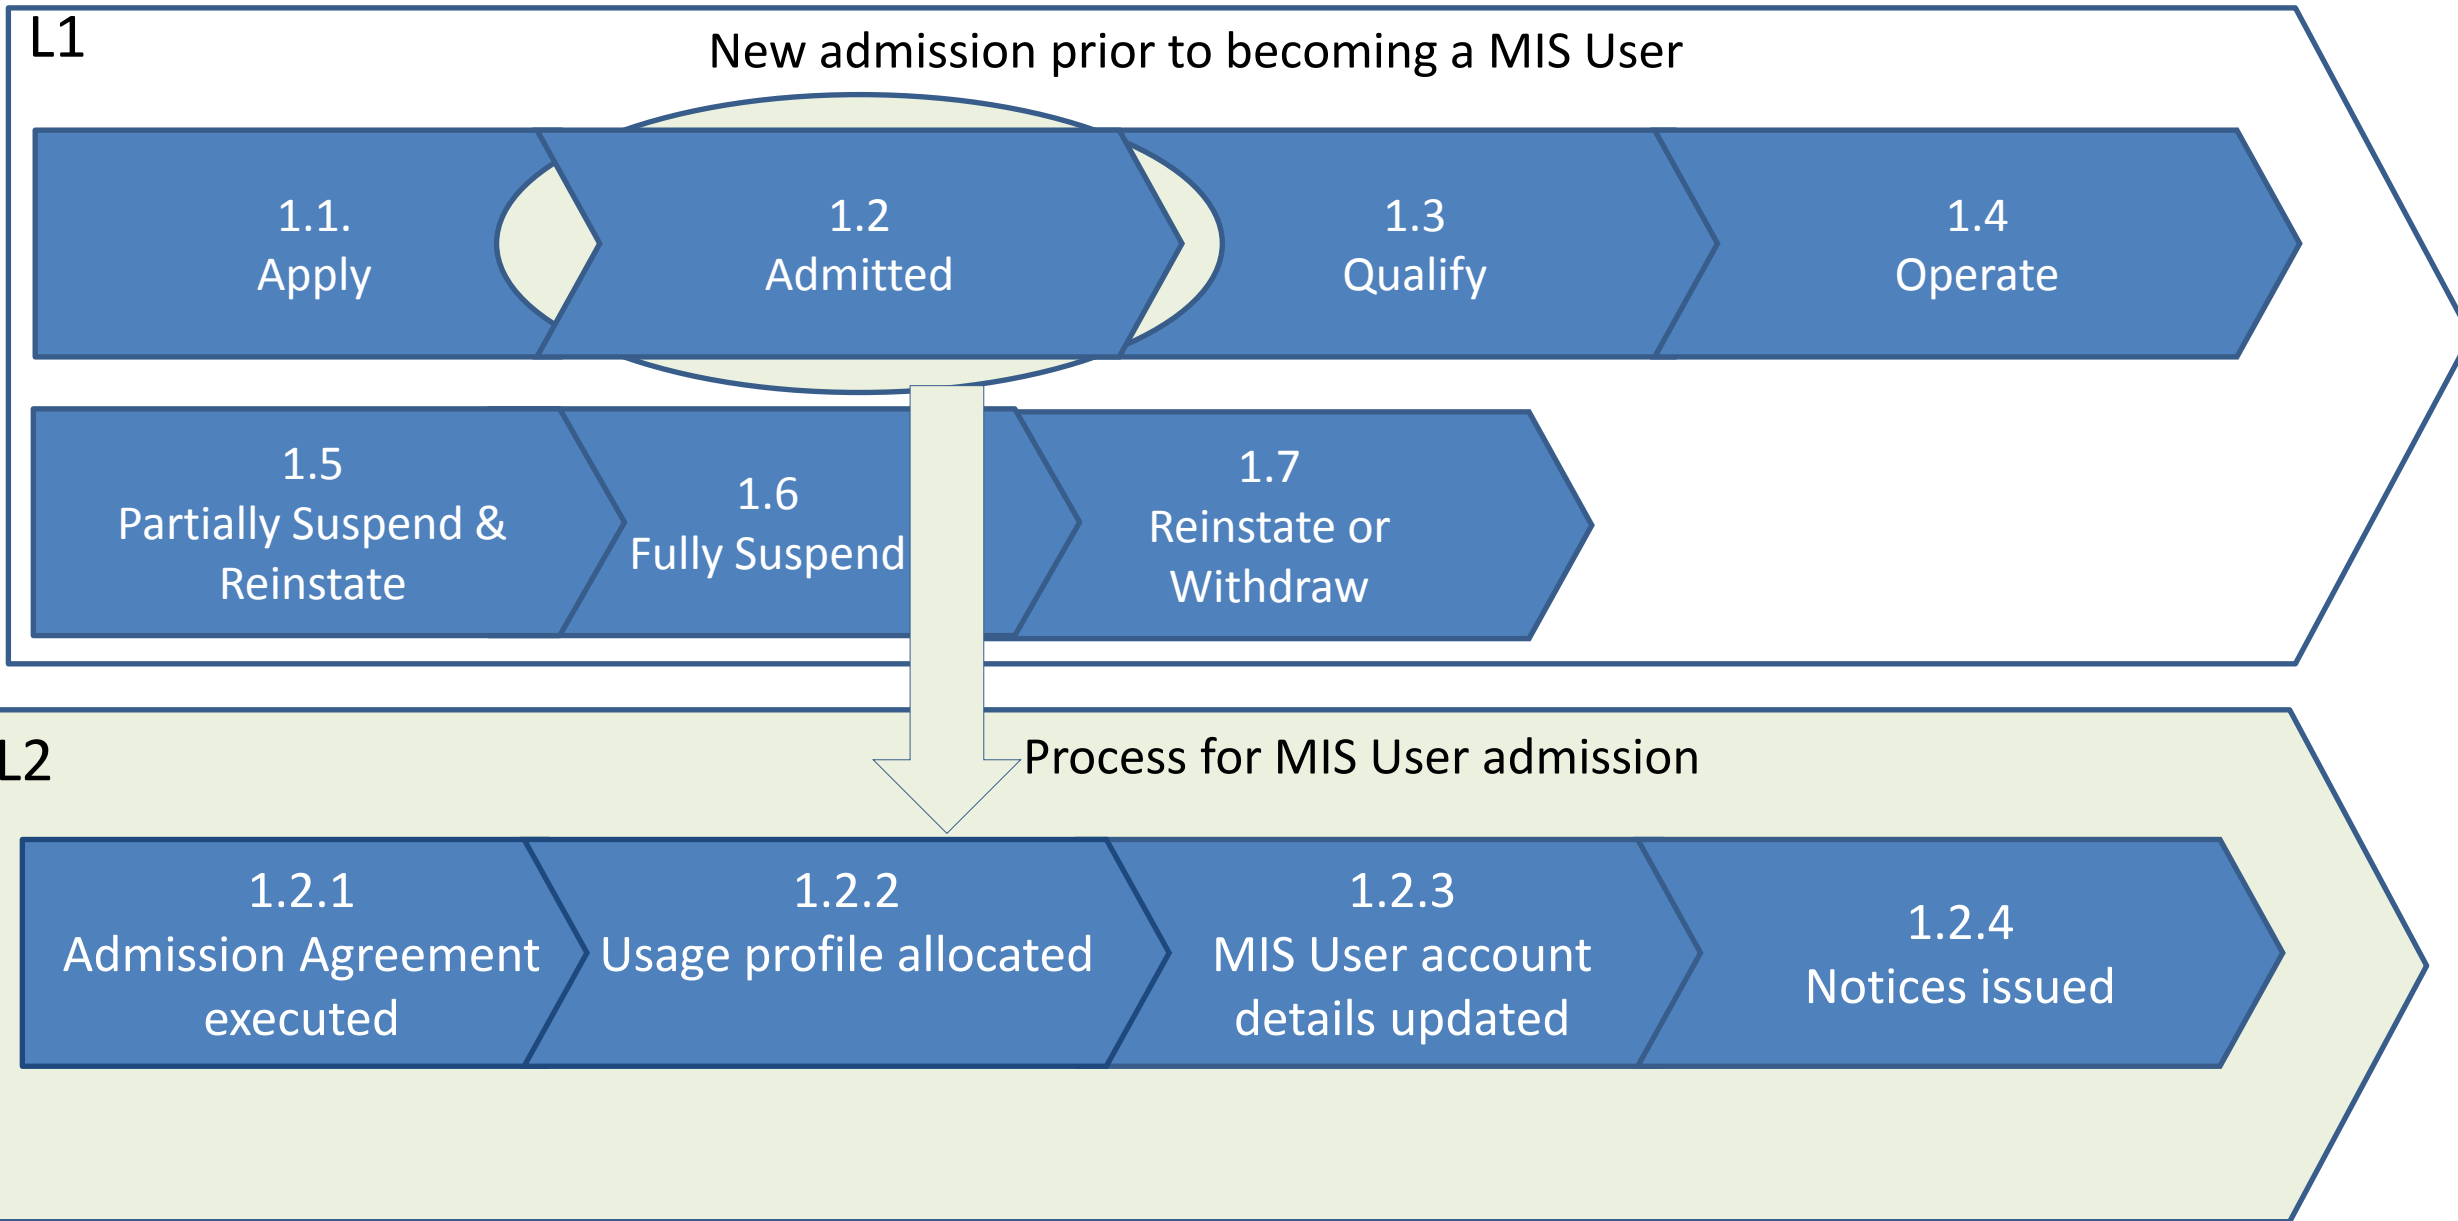 L1
New admission prior to becoming a MIS User
1.1.
Apply
1.2
Admitted
1.3
Qualify
1.4
Operate
1.5
Partially Suspend &
Reinstate
1.6
Fully Suspend
1.7
Reinstate or
Withdraw
L2
Process for MIS User admission
1.2.1
Admission Agreement
executed
1.2.2
Usage profile allocated
1.2.3
MIS User account
details updated
1.2.4
Notices issued